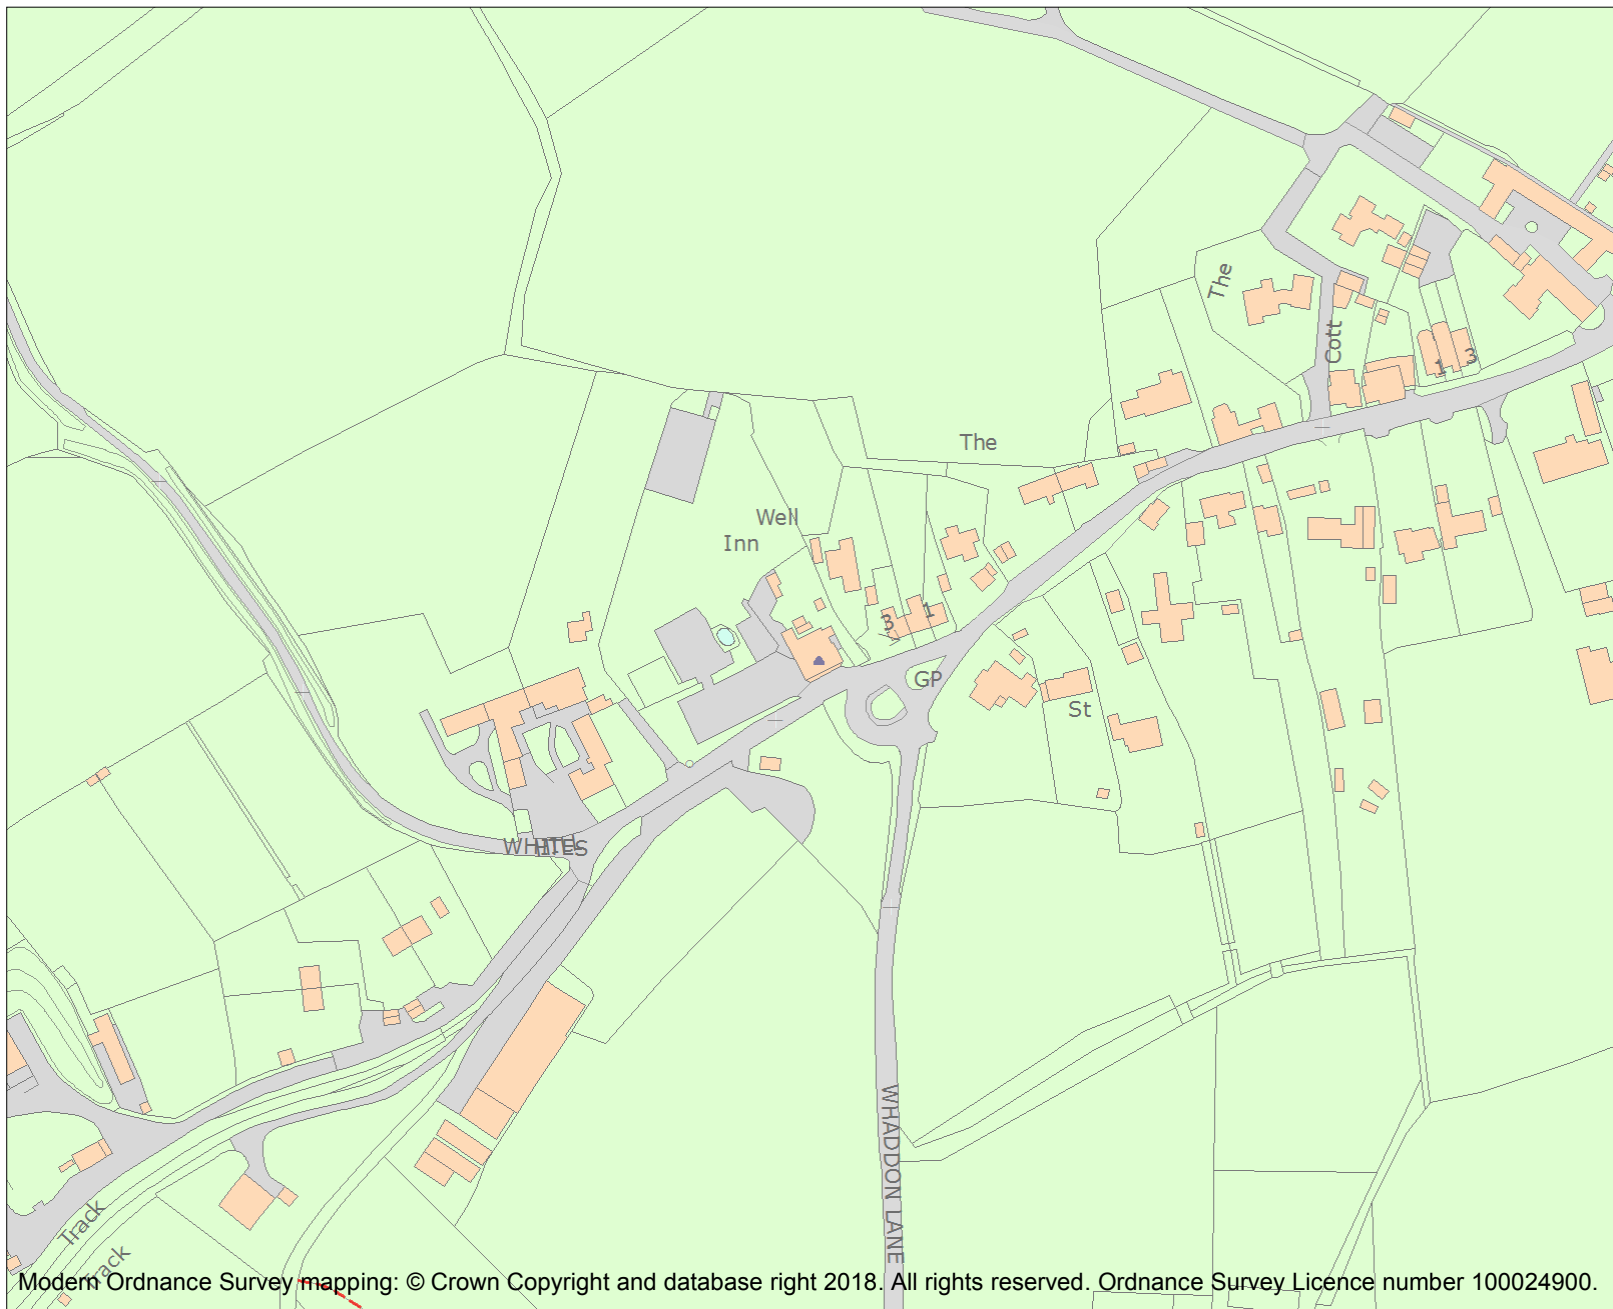 The
Cott
1
3
The
Well
Inn
3
1
GP
St
WHADDON LANE
Track
Track
Modern Ordnance Survey mapping: © Crown Copyright and database right 2018. All rights reserved. Ordnance Survey Licence number 100024900.